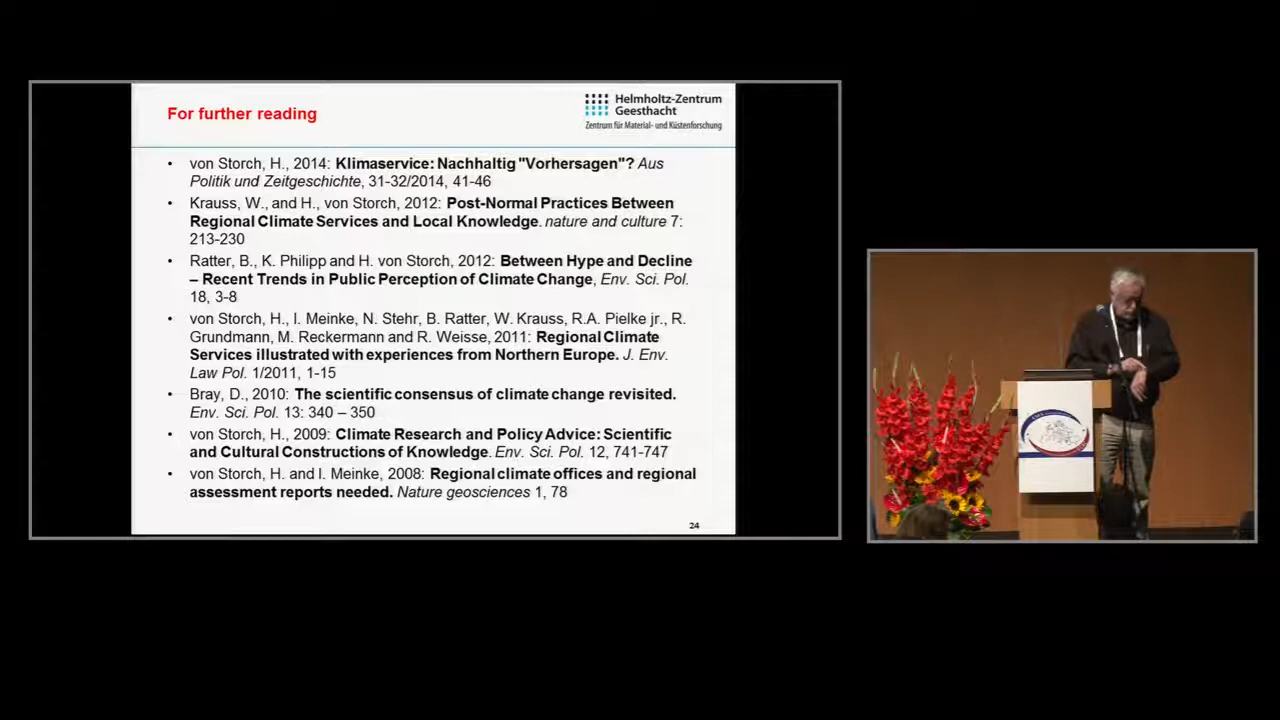 For further reading
Helmholtz-Zentrum
Geesthacht
Zentrum für Material- und Küstenforschung
• von Storch, H., 2014: Klimaservice: Nachhaltig "Vorhersagen"? Aus
Politik und Zeitgeschichte, 31-32/2014, 41-46
• Krauss, W., and H., von Storch, 2012: Post-Normal Practices Between
Regional Climate Services and Local Knowledge. nature and culture 7:
213-230
• Ratter, B., K. Philipp and H. von Storch, 2012: Between Hype and Decline
– Recent Trends in Public Perception of Climate Change, Env. Sci. Pol.
18, 3-8
• von Storch, H., I. Meinke, N. Stehr, B. Ratter, W. Krauss, R.A. Pielke jr., R.
Grundmann, M. Reckermann and R. Weisse, 2011: Regional Climate
Services illustrated with experiences from Northern Europe. J. Env.
Law Pol. 1/2011, 1-15
• Bray, D., 2010: The scientific consensus of climate change revisited.
Env. Sci. Pol. 13: 340 – 350
• von Storch, H., 2009: Climate Research and Policy Advice: Scientific
and Cultural Constructions of Knowledge. Env. Sci. Pol. 12, 741-747
• von Storch, H. and I. Meinke, 2008: Regional climate offices and regional
assessment reports needed. Nature geosciences 1, 78
24